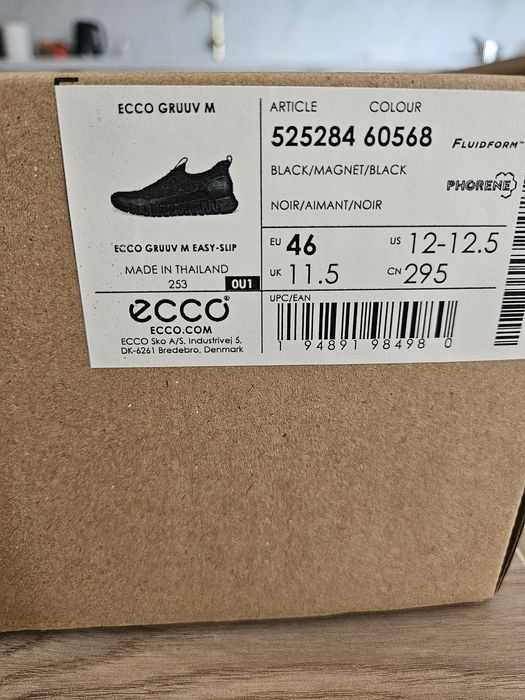 ECCO GRUUV M
ECCO GRUUV M EASY-SLIP
MADE IN THAILAND
253 0U1
ecco
ECCO.COM
ECCO Sko A/S, Industrivej 5,
DK-6261 Bredebro, Denmark
ARTICLE COLOUR
525284 60568
BLACK/MAGNET/BLACK
NOIR/AIMANT/NOIR
FLUIDFORM™
PHORENE
EU 46 US 12-12.5
UK 11.5 CN 295
UPC/EAN
1 94891 98498 0